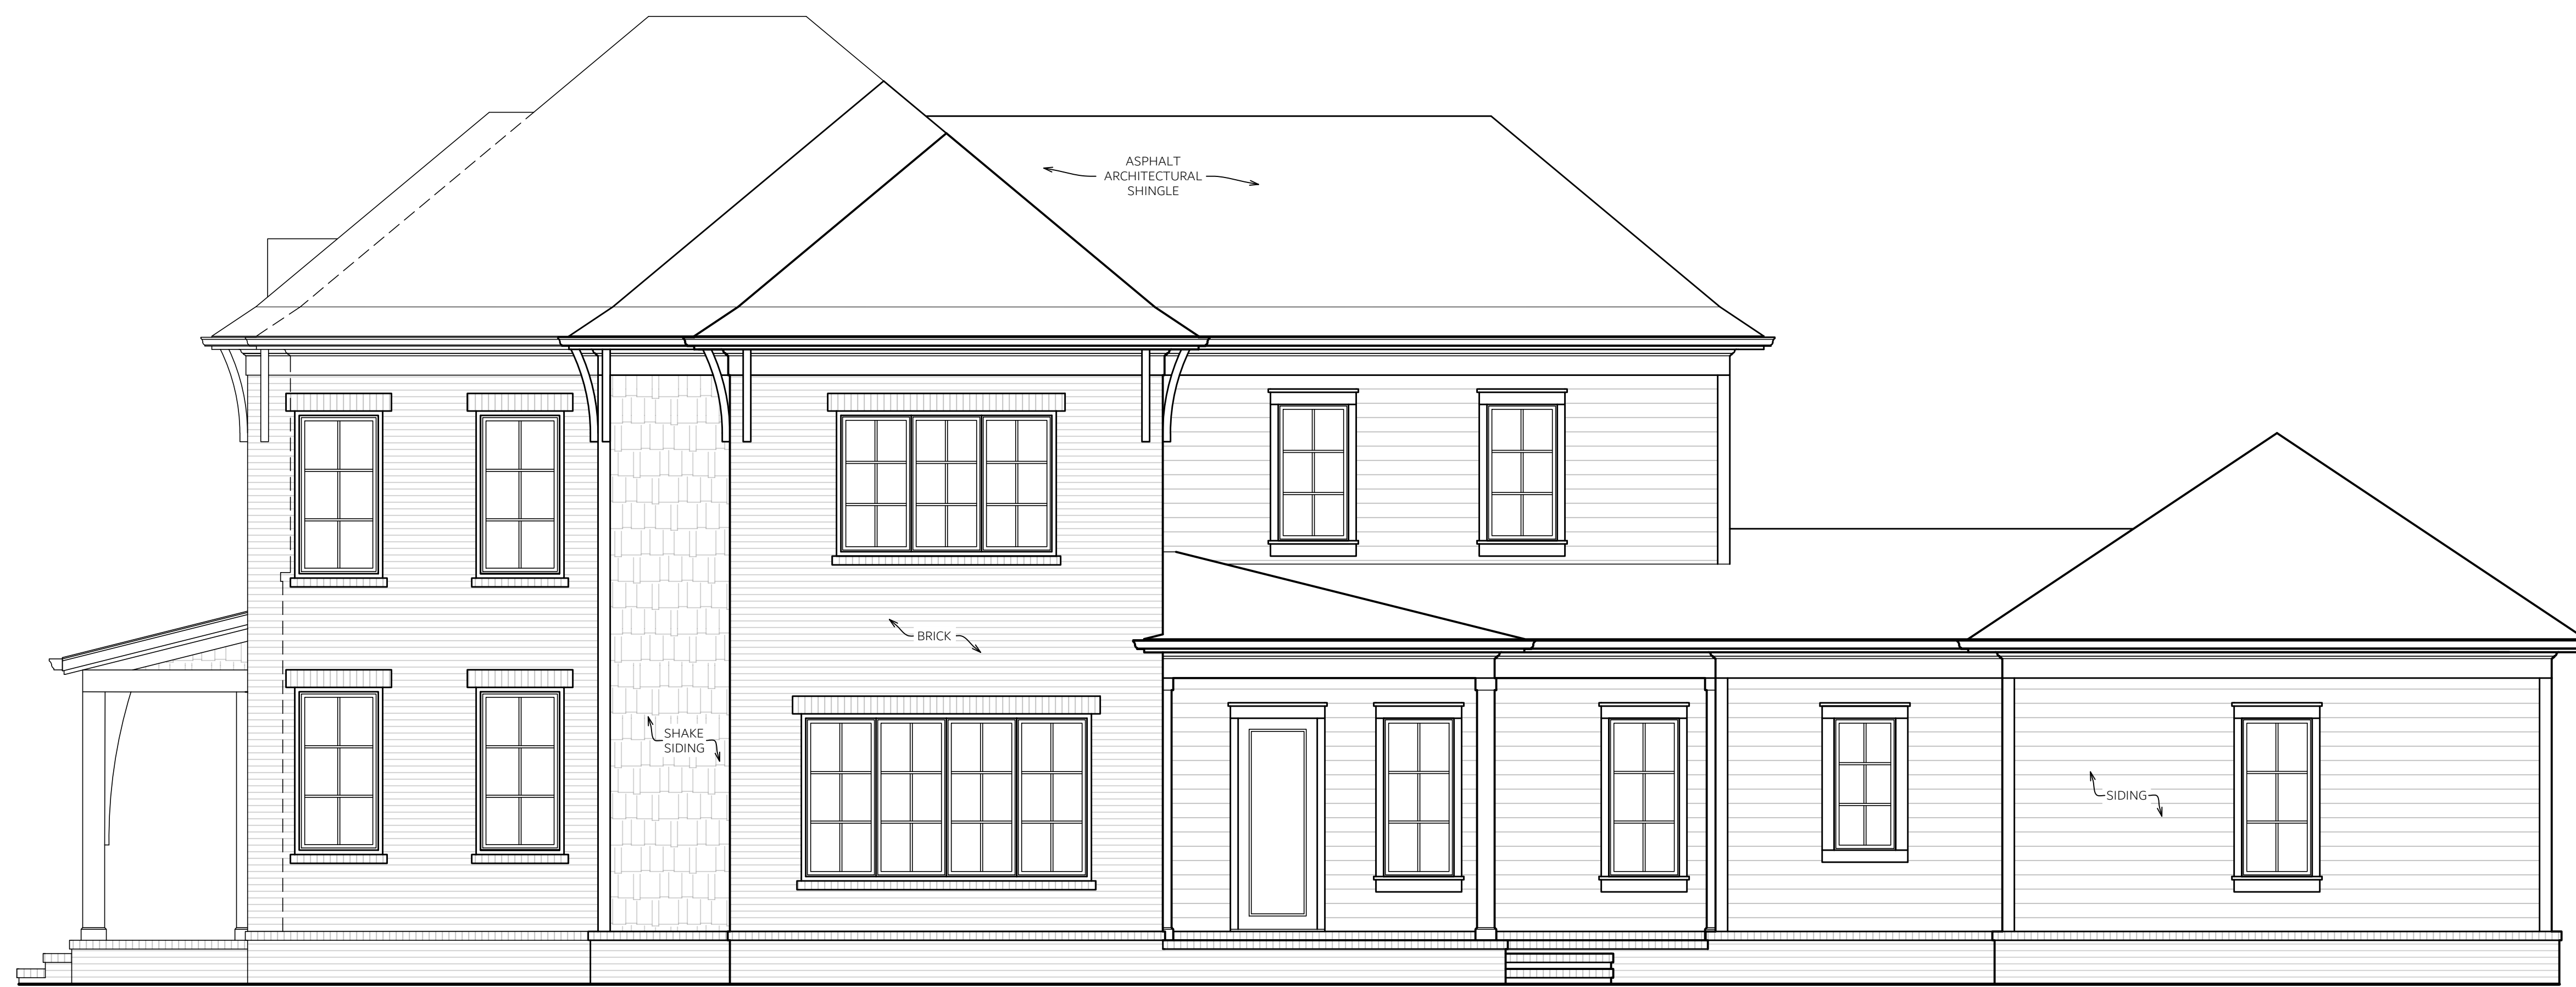 ASPHALT
ARCHITECTURAL
SHINGLE
BRICK
SHAKE
SIDING
SIDING